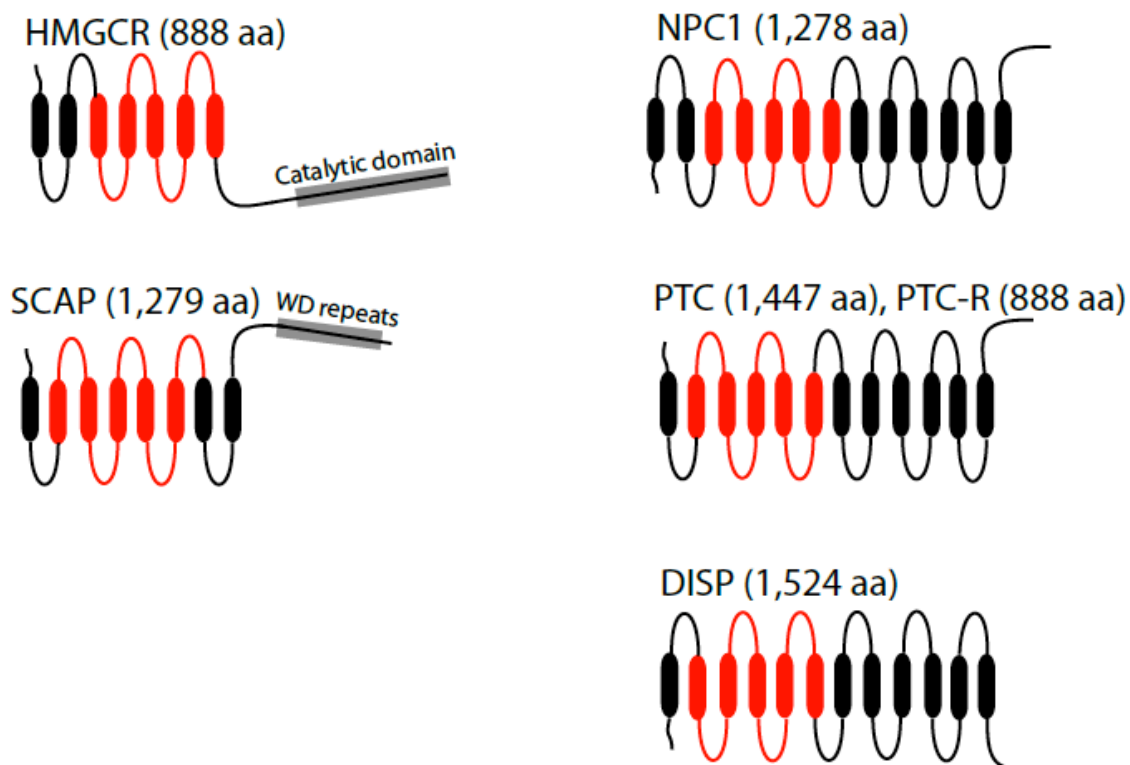 HMGCR (888 aa)
Catalytic domain
SCAP (1,279 aa)
WD repeats
NPC1 (1,278 aa)
PTC (1,447 aa), PTC-R (888 aa)
DISP (1,524 aa)